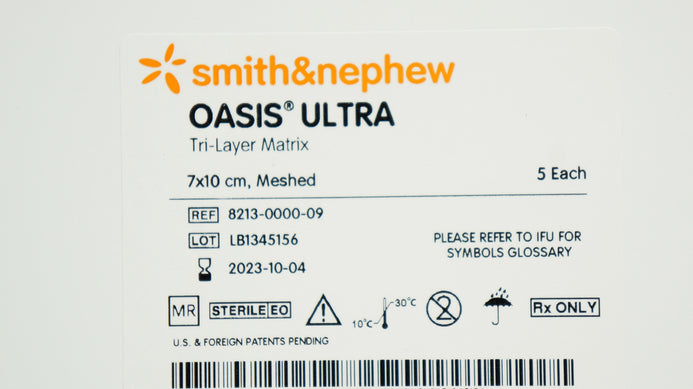 smith&nephew
OASIS® ULTRA
Tri-Layer Matrix
7x10 cm, Meshed 5 Each
REF 8213-0000-09
LOT LB1345156
2023-10-04
PLEASE REFER TO IFU FOR
SYMBOLS GLOSSARY
MR STERILE EO 10°C 30°C 2 Rx ONLY
U.S. & FOREIGN PATENTS PENDING